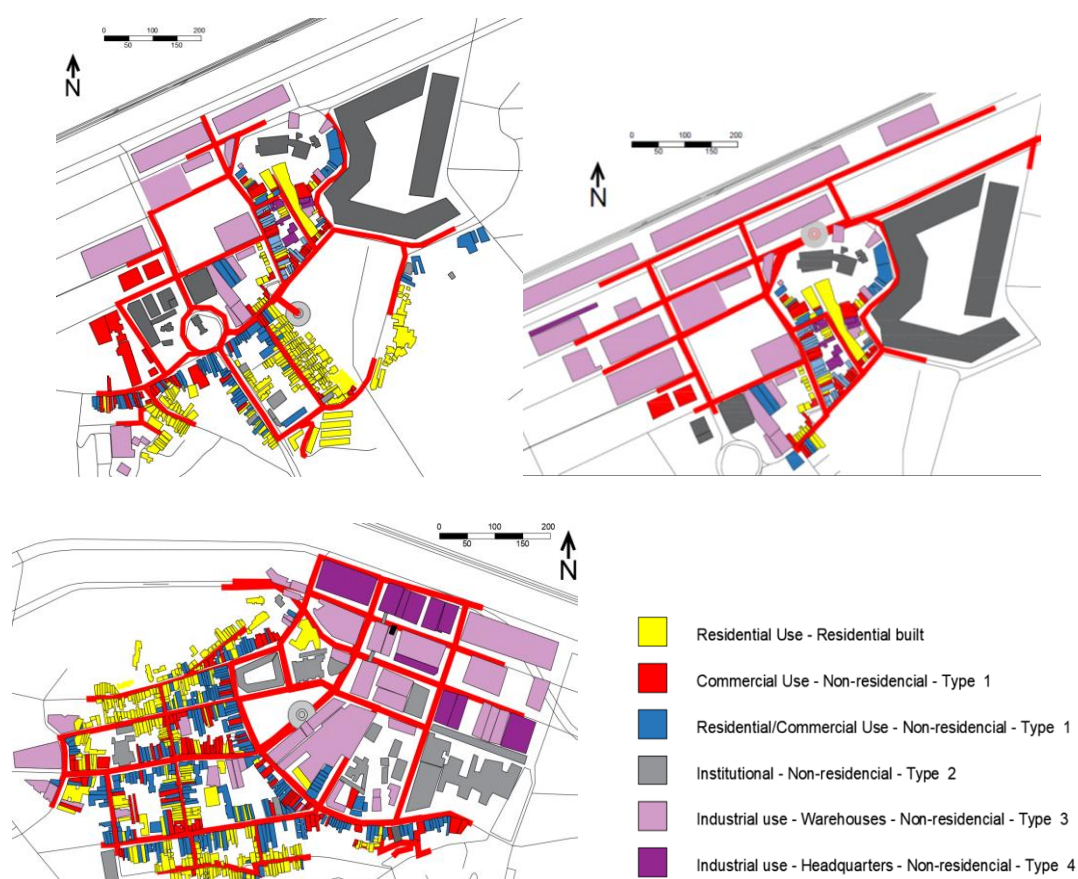 0 100 200
50 150
N
0 100 200
50 150
N
0 100 200
50 150
N
Residential Use - Residential built
Commercial Use - Non-residencial - Type 1
Residential/Commercial Use - Non-residencial - Type 1
Institutional - Non-residencial - Type 2
Industrial use - Warehouses - Non-residencial - Type 3
Industrial use - Headquarters - Non-residencial - Type 4